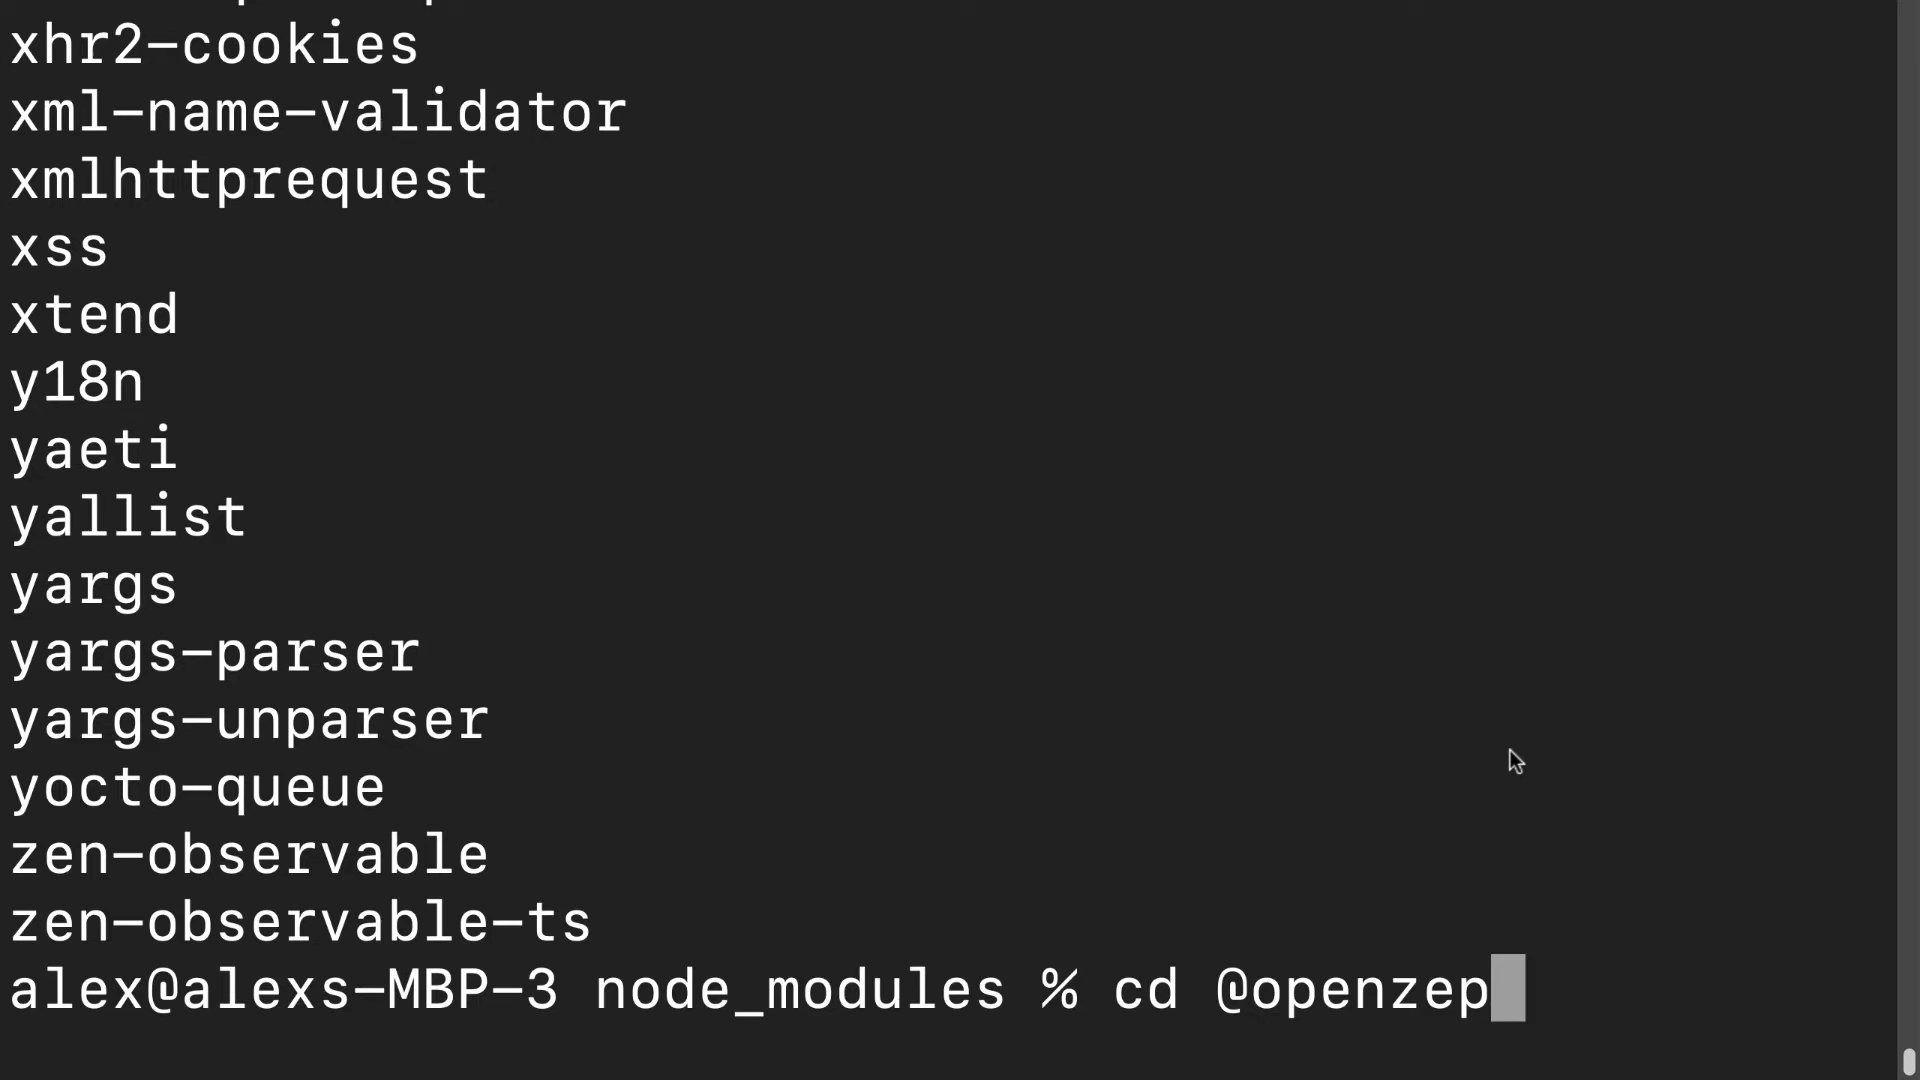 xhr2-cookies
xml-name-validator
xmlhttprequest
xss
xtend
y18n
yaeti
yallist
yargs
yargs-parser
yargs-unparser
yocto-queue
zen-observable
zen-observable-ts
alex@alexs-MBP-3 node_modules % cd @openzep